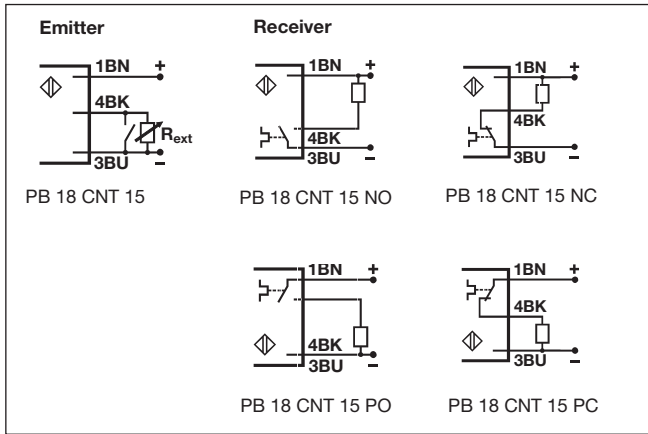 Emitter
1BN
+
4BK
Rext
3BU
–
PB 18 CNT 15
Receiver
1BN
+
4BK
3BU
–
PB 18 CNT 15 NO
1BN
+
4BK
3BU
–
PB 18 CNT 15 NC
1BN
+
4BK
3BU
–
PB 18 CNT 15 PO
1BN
+
4BK
3BU
–
PB 18 CNT 15 PC